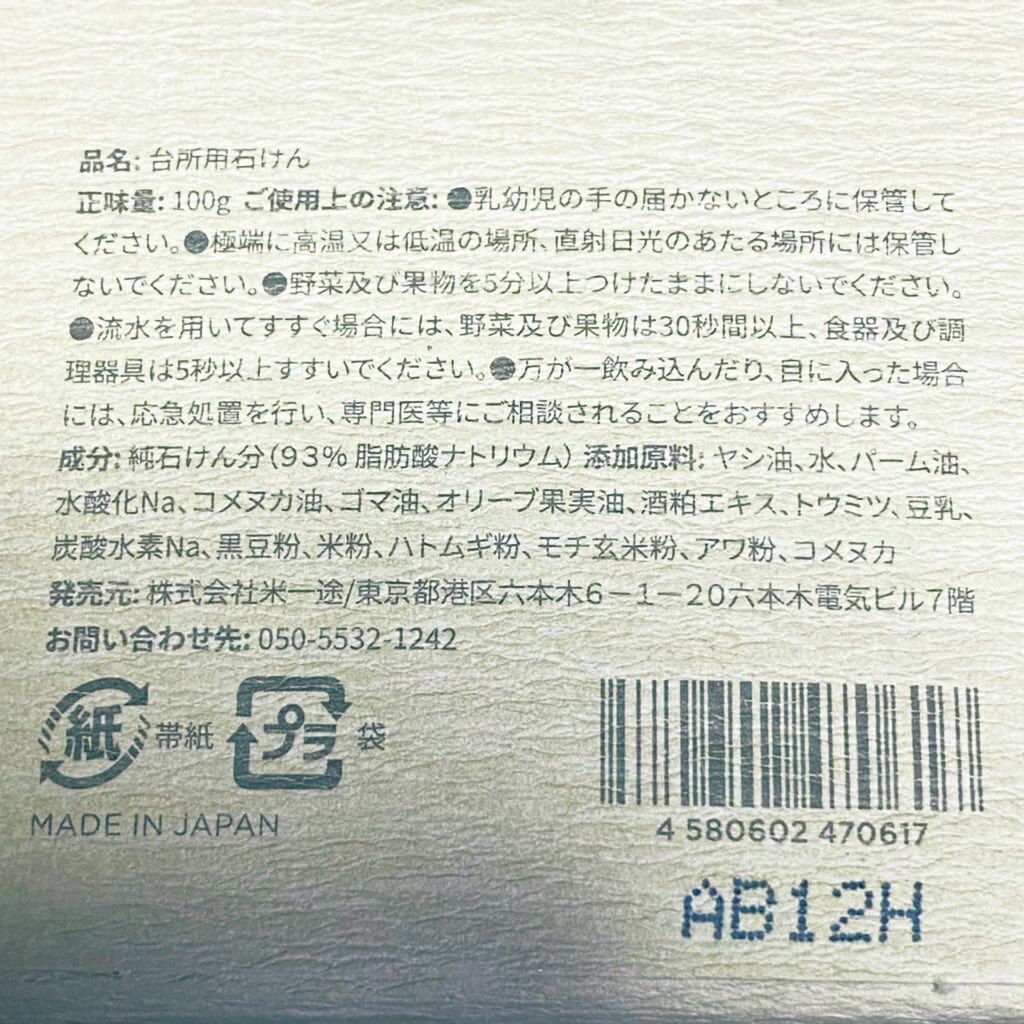 品名: 台所用石けん
正味量: 100g ご使用上の注意: ●乳幼児の手の届かないところに保管して
ください。●極端に高温又は低温の場所、直射日光のあたる場所には保管し
ないでください。●野菜及び果物を5分以上つけたままにしないでください。
●流水を用いてすすぐ場合には、野菜及び果物は30秒間以上、食器及び調
理器具は5秒以上すすいでください。●万が一飲み込んだり、目に入った場合
には、応急処置を行い、専門医等にご相談されることをおすすめします。
成分: 純石けん分(93% 脂肪酸ナトリウム) 添加原料: ヤシ油、水、パーム油、
水酸化Na、コメヌカ油、ゴマ油、オリーブ果実油、酒粕エキス、トウミツ、豆乳、
炭酸水素Na、黒豆粉、米粉、ハトムギ粉、モチ玄米粉、アワ粉、コメヌカ
発売元: 株式会社米一途/東京都港区六本木6-1-20六本木電気ビル7階
お問い合わせ先: 050-5532-1242
紙 帯紙 プラ 袋
MADE IN JAPAN
4 580602 470617
AB12H